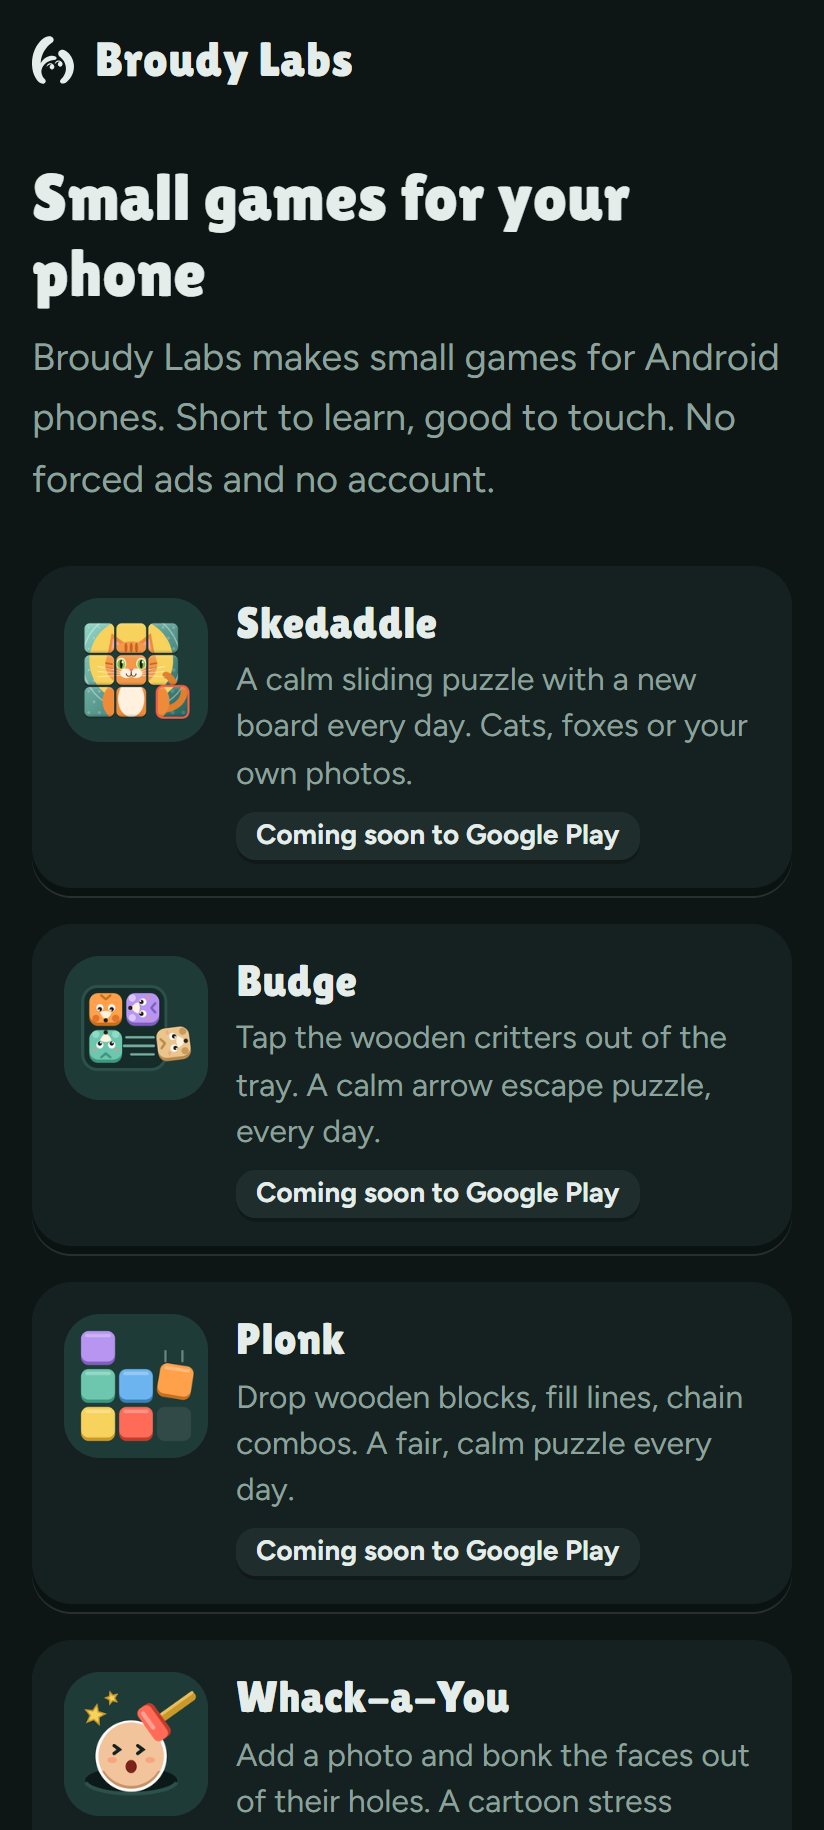 Broudy Labs
Small games for your
phone
Broudy Labs makes small games for Android
phones. Short to learn, good to touch. No
forced ads and no account.
Skedaddle
A calm sliding puzzle with a new
board every day. Cats, foxes or your
own photos.
Coming soon to Google Play
Budge
Tap the wooden critters out of the
tray. A calm arrow escape puzzle,
every day.
Coming soon to Google Play
Plonk
Drop wooden blocks, fill lines, chain
combos. A fair, calm puzzle every
day.
Coming soon to Google Play
Whack-a-You
Add a photo and bonk the faces out
of their holes. A cartoon stress